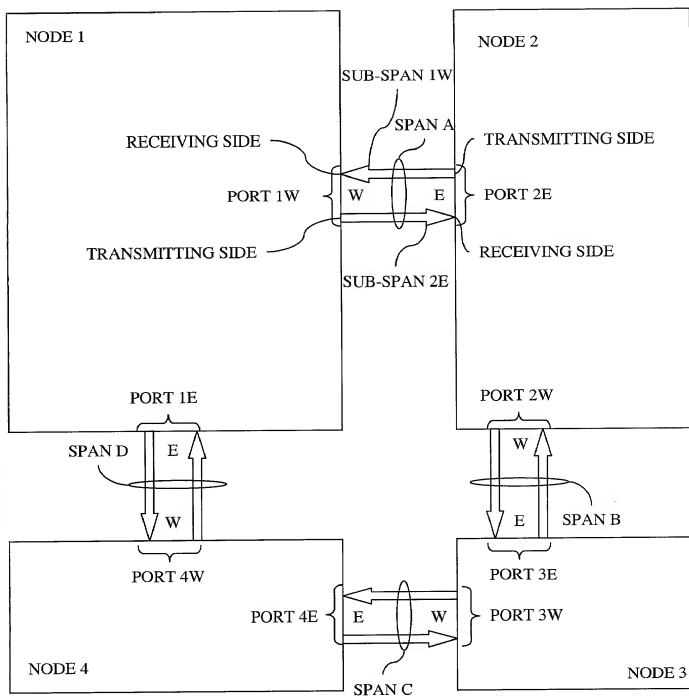 NODE 1
NODE 2
SUB-SPAN 1W
SPAN A
RECEIVING SIDE
TRANSMITTING SIDE
PORT 1W
W
E
PORT 2E
TRANSMITTING SIDE
RECEIVING SIDE
SUB-SPAN 2E
PORT 1E
PORT 2W
SPAN D
E
W
W
E
SPAN B
PORT 4W
PORT 3E
PORT 4E
E
W
PORT 3W
NODE 4
SPAN C
NODE 3